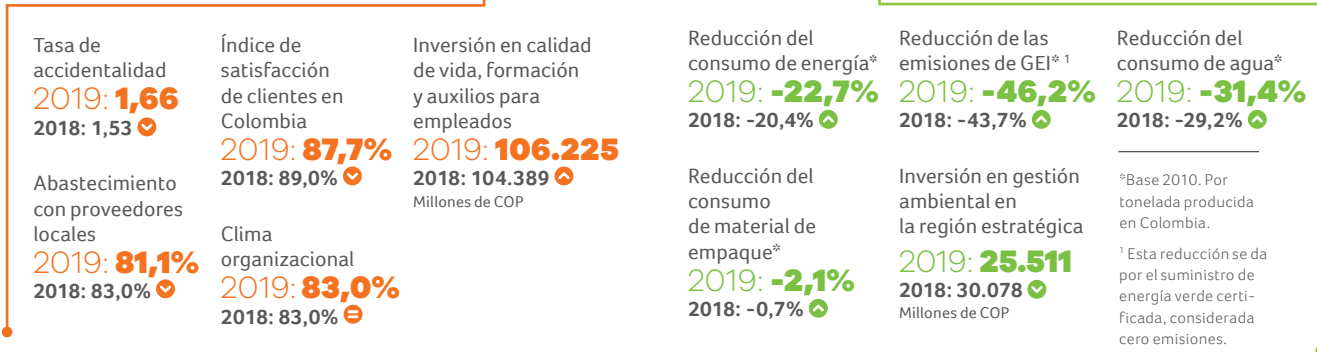 Tasa de
accidentalidad
2019: 1,66
2018: 1,53
Abastecimiento
con proveedores
locales
2019: 81,1%
2018: 83,0%
Índice de
satisfacción
de clientes en
Colombia
2019: 87,7%
2018: 89,0%
Clima
organizacional
2019: 83,0%
2018: 83,0%
Inversión en calidad
de vida, formación
y auxilios para
empleados
2019: 106.225
2018: 104.389
Millones de COP
Reducción del
consumo de energía*
2019: -22,7%
2018: -20,4%
Reducción de las
emisiones de GEI* ¹
2019: -46,2%
2018: -43,7%
Reducción del
consumo de agua*
2019: -31,4%
2018: -29,2%
Reducción del
consumo
de material de
empaque*
2019: -2,1%
2018: -0,7%
Inversión en gestión
ambiental en
la región estratégica
2019: 25.511
2018: 30.078
Millones de COP
*Base 2010. Por
tonelada producida
en Colombia.
¹ Esta reducción se da
por el suministro de
energía verde certi-
ficada, considerada
cero emisiones.